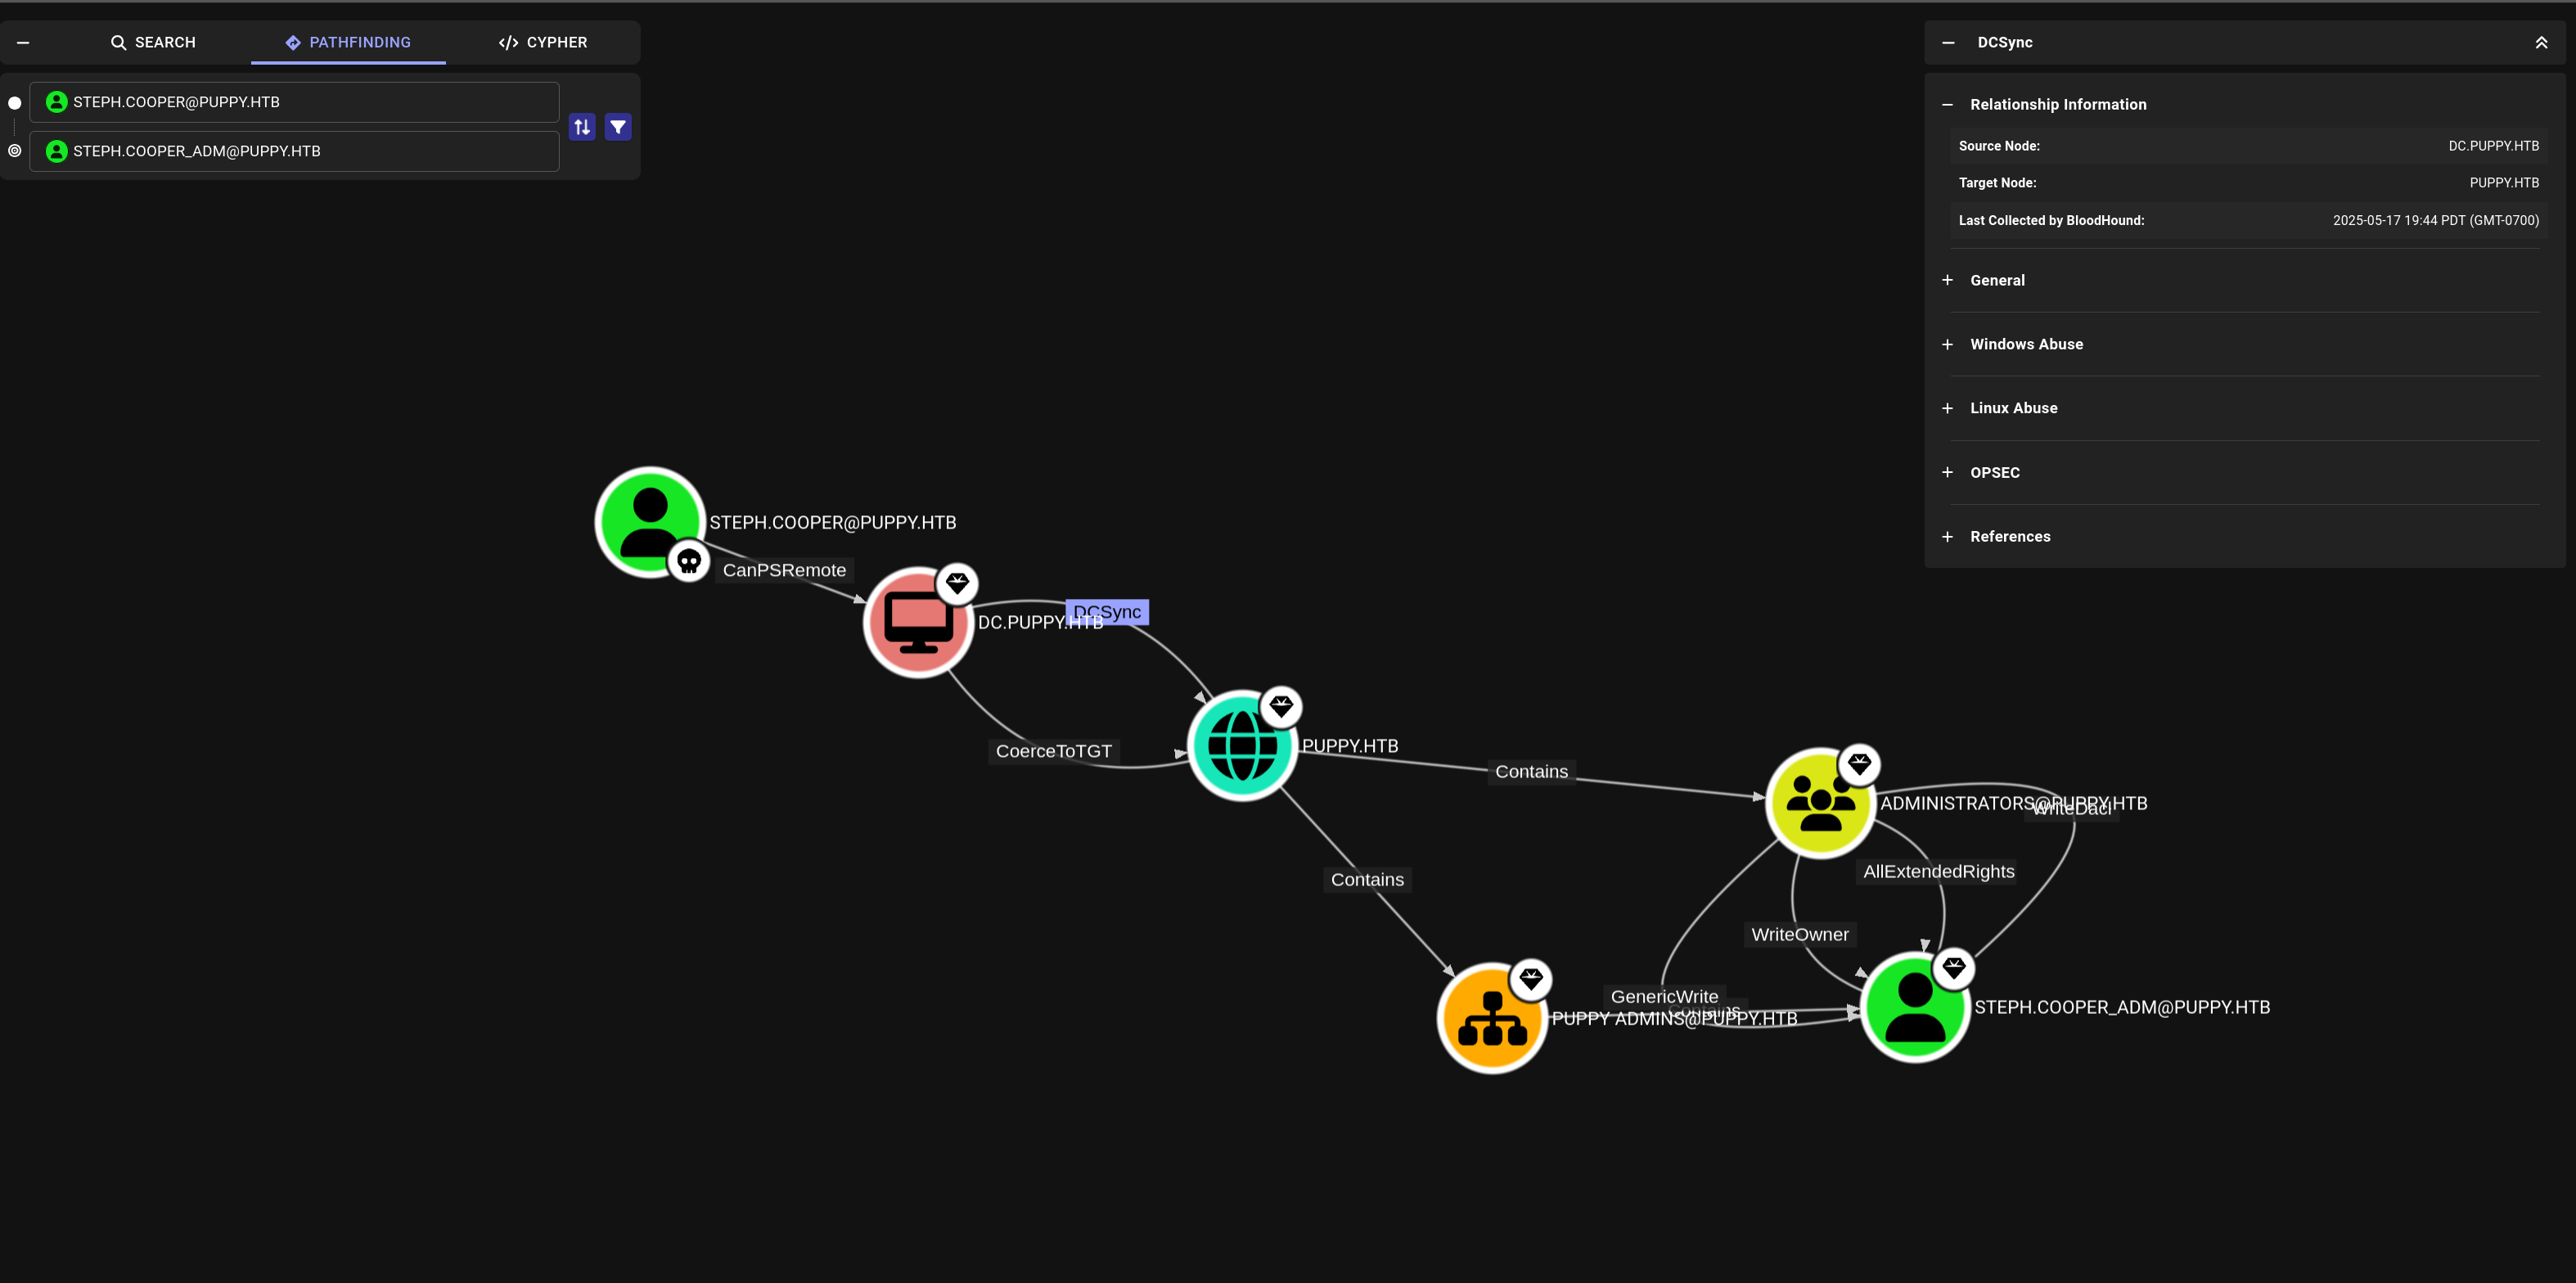 SEARCH
PATHFINDING
CYPHER
STEPH.COOPER@PUPPY.HTB
STEPH.COOPER_ADM@PUPPY.HTB
DCSync
Relationship Information
Source Node: DC.PUPPY.HTB
Target Node: PUPPY.HTB
Last Collected by BloodHound: 2025-05-17 19:44 PDT (GMT-0700)
General
Windows Abuse
Linux Abuse
OPSEC
References
STEPH.COOPER@PUPPY.HTB
CanPSRemote
DCSync
DC.PUPPY.HTB
CoerceToTGT
PUPPY.HTB
Contains
ADMINISTRATORS@PUPPY.HTB
WriteDacl
AllExtendedRights
Contains
WriteOwner
GenericWrite
Contains
PUPPY ADMINS@PUPPY.HTB
STEPH.COOPER_ADM@PUPPY.HTB